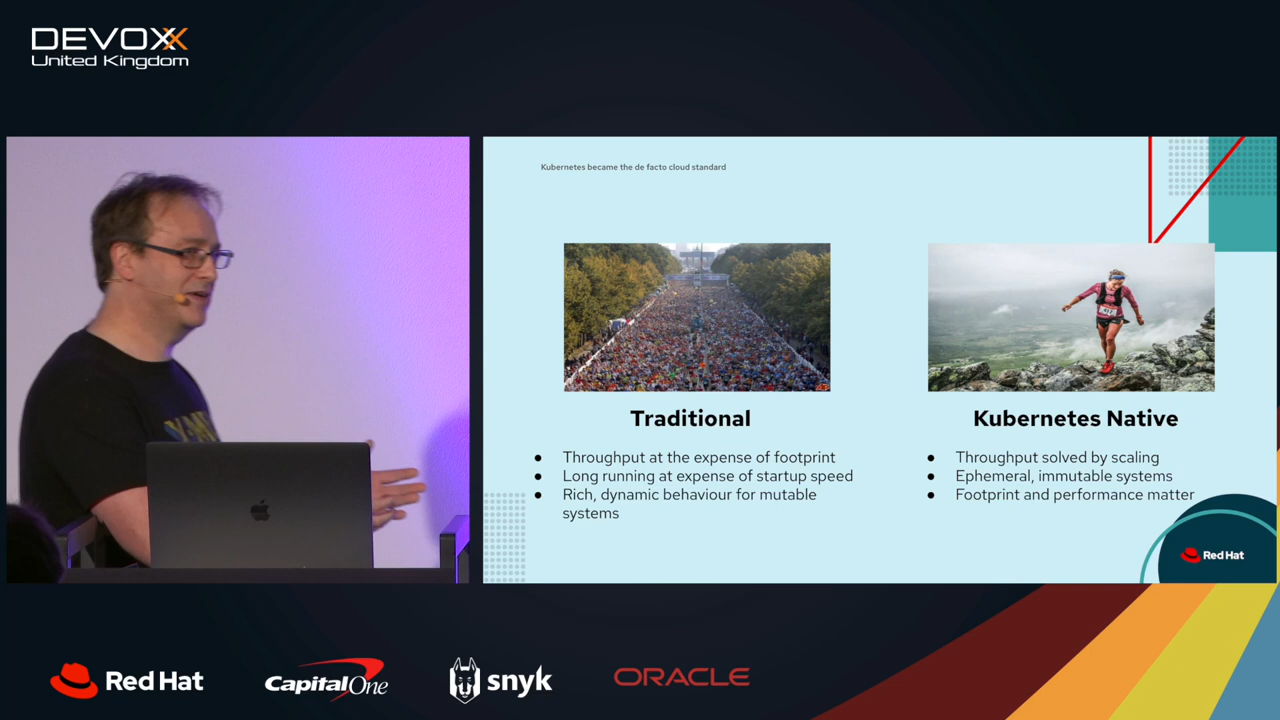 DEVOXX
United Kingdom
Kubernetes became the de facto cloud standard
Traditional
● Throughput at the expense of footprint
● Long running at expense of startup speed
● Rich, dynamic behaviour for mutable
systems
Kubernetes Native
● Throughput solved by scaling
● Ephemeral, immutable systems
● Footprint and performance matter
Red Hat
Red Hat
CapitalOne
snyk
ORACLE